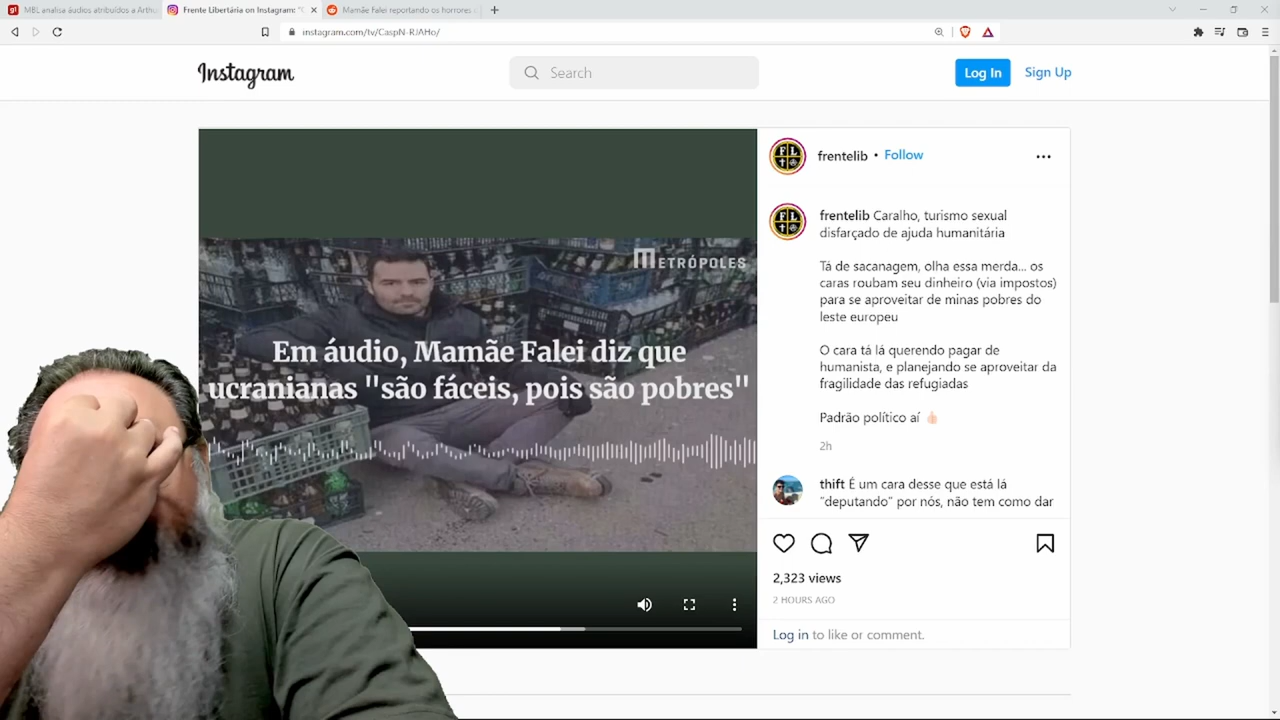 MBL analisa áudios atribuídos a Arthu
Frente Libertária on Instagram: "C
Mamãe Falei reportando os horrores
instagram.com/tv/CaspN-RJAHo/
Instagram
Search
Log In
Sign Up
METRÓPOLES
Em áudio, Mamãe Falei diz que
ucranianas "são fáceis, pois são pobres"
frentelib • Follow
frentelib Caralho, turismo sexual
disfarçado de ajuda humanitária
Tá de sacanagem, olha essa merda... os
caras roubam seu dinheiro (via impostos)
para se aproveitar de minas pobres do
leste europeu
O cara tá lá querendo pagar de
humanista, e planejando se aproveitar da
fragilidade das refugiadas
Padrão político aí 👍🏻
2h
thift É um cara desse que está lá
"deputando" por nós, não tem como dar
2,323 views
2 HOURS AGO
Log in to like or comment.